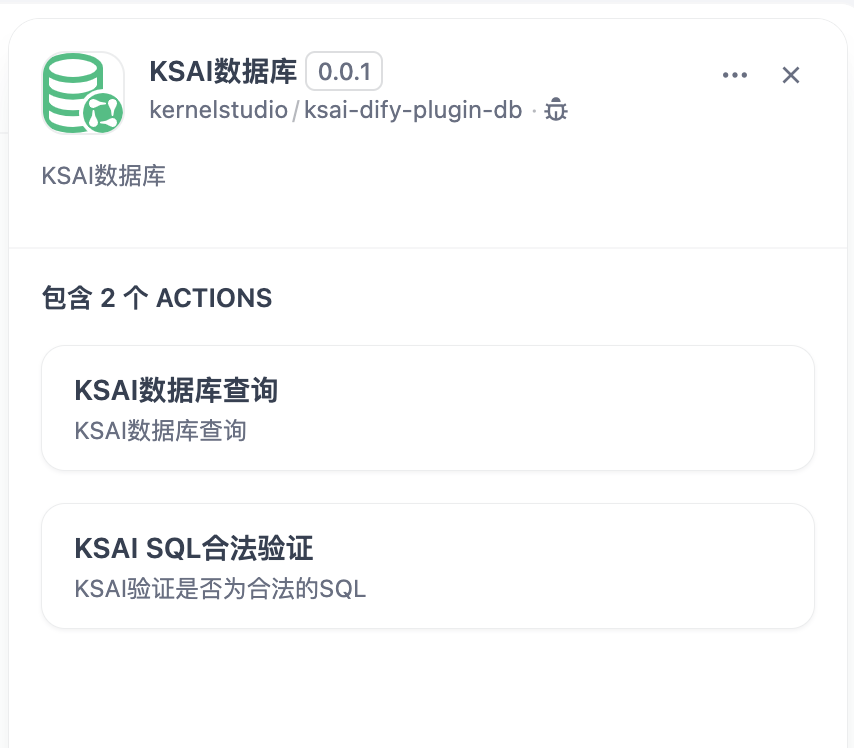 KSAI数据库 0.0.1
kernelstudio / ksai-dify-plugin-db ·
KSAI数据库
包含 2 个 ACTIONS
KSAI数据库查询
KSAI数据库查询
KSAI SQL合法验证
KSAI验证是否为合法的SQL